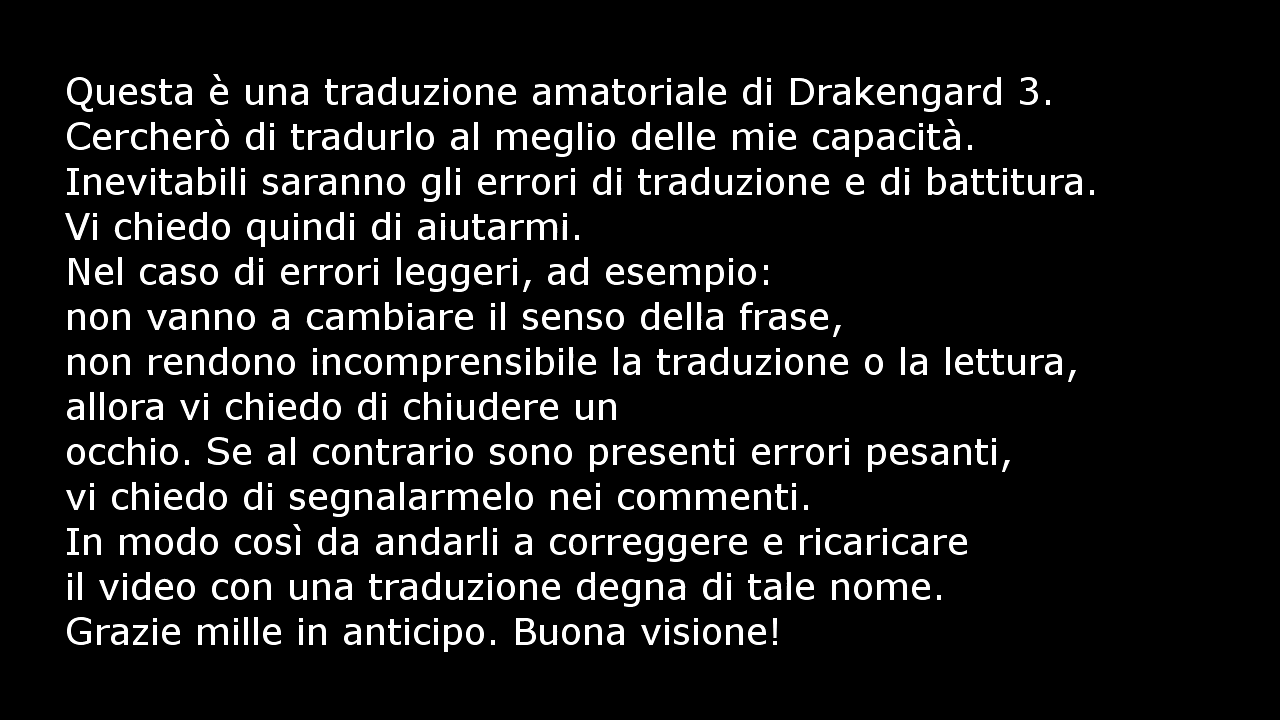 Questa è una traduzione amatoriale di Drakengard 3.
Cercherò di tradurlo al meglio delle mie capacità.
Inevitabili saranno gli errori di traduzione e di battitura.
Vi chiedo quindi di aiutarmi.
Nel caso di errori leggeri, ad esempio:
non vanno a cambiare il senso della frase,
non rendono incomprensibile la traduzione o la lettura,
allora vi chiedo di chiudere un
occhio. Se al contrario sono presenti errori pesanti,
vi chiedo di segnalarmelo nei commenti.
In modo così da andarli a correggere e ricaricare
il video con una traduzione degna di tale nome.
Grazie mille in anticipo. Buona visione!